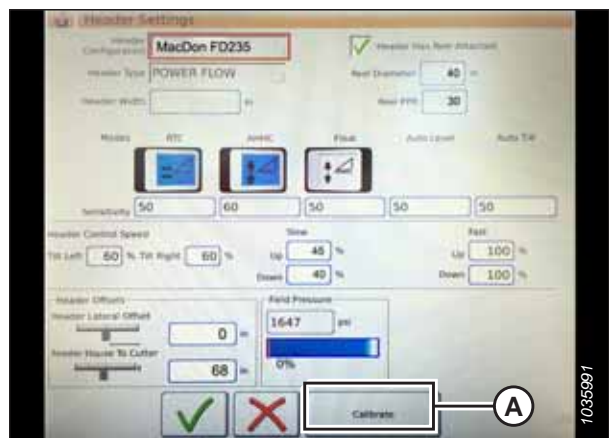 Header Settings
Header Configuration MacDon FD235 Header Has Reel Attached
Header Type POWER FLOW Reel Diameter 40 in
Header Width in Reel PPR 30
Modes RTC AHHC Float Auto Level Auto Tilt
Sensitivity 50 60 50 50 50
Header Control Speed Slow Fast
Tilt Left 60 % Tilt Right 60 % Up 45 % Up 100 %
Down 40 % Down 100 %
Header Offsets Field Pressure
Header Lateral Offset 1647 psi
0 in
Header House To Cutter 0%
68 in
Calibrate
A
1035991